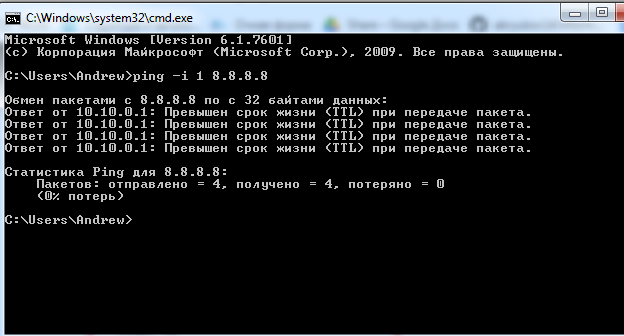 C:\Windows\system32\cmd.exe
Microsoft Windows [Version 6.1.7601]
(c) Корпорация Майкрософт (Microsoft Corp.), 2009. Все права защищены.
C:\Users\Andrew>ping -i 1 8.8.8.8
Обмен пакетами с 8.8.8.8 по с 32 байтами данных:
Ответ от 10.10.0.1: Превышен срок жизни (TTL) при передаче пакета.
Ответ от 10.10.0.1: Превышен срок жизни (TTL) при передаче пакета.
Ответ от 10.10.0.1: Превышен срок жизни (TTL) при передаче пакета.
Ответ от 10.10.0.1: Превышен срок жизни (TTL) при передаче пакета.
Статистика Ping для 8.8.8.8:
Пакетов: отправлено = 4, получено = 4, потеряно = 0
(0% потерь)
C:\Users\Andrew>